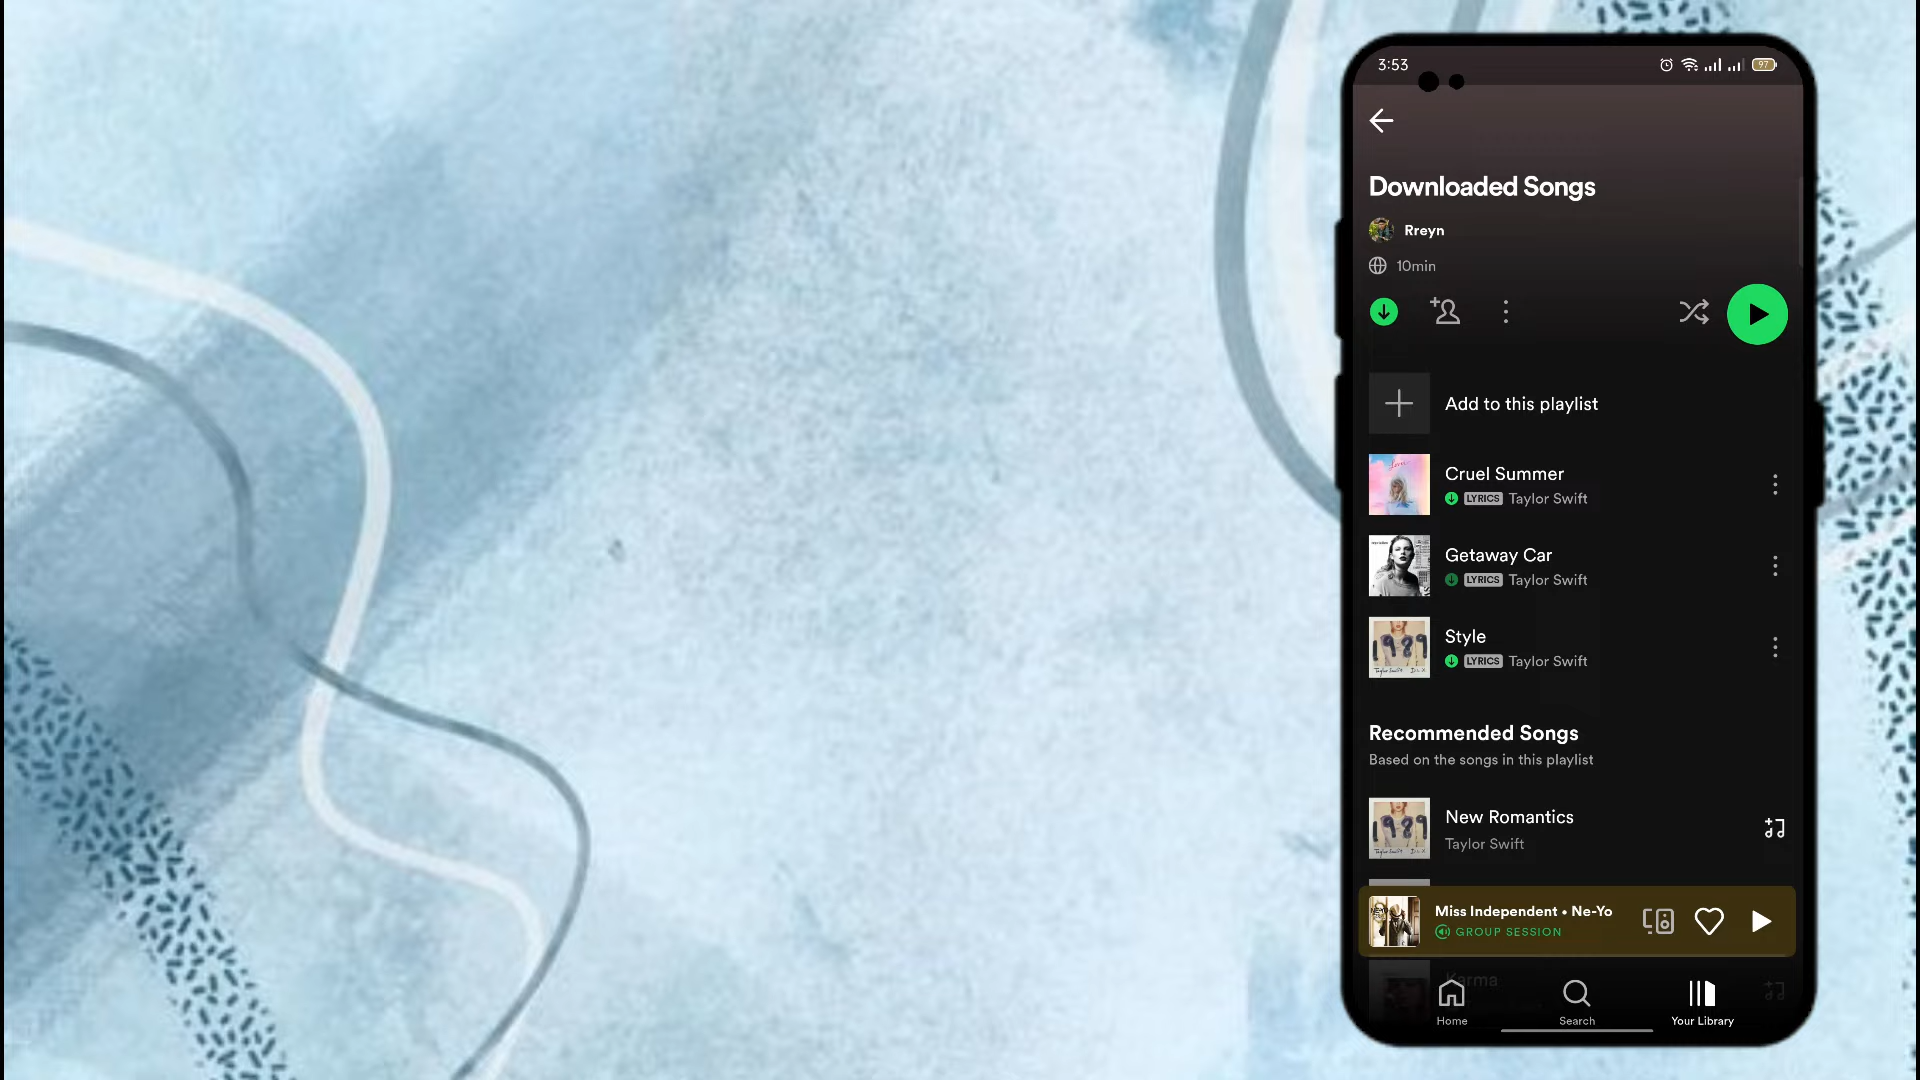 3:53
97
Downloaded Songs
Rreyn
10min
Add to this playlist
Cruel Summer
LYRICS Taylor Swift
Getaway Car
LYRICS Taylor Swift
Style
LYRICS Taylor Swift
Recommended Songs
Based on the songs in this playlist
New Romantics
Taylor Swift
Miss Independent • Ne-Yo
GROUP SESSION
Karma
Home
Search
Your Library